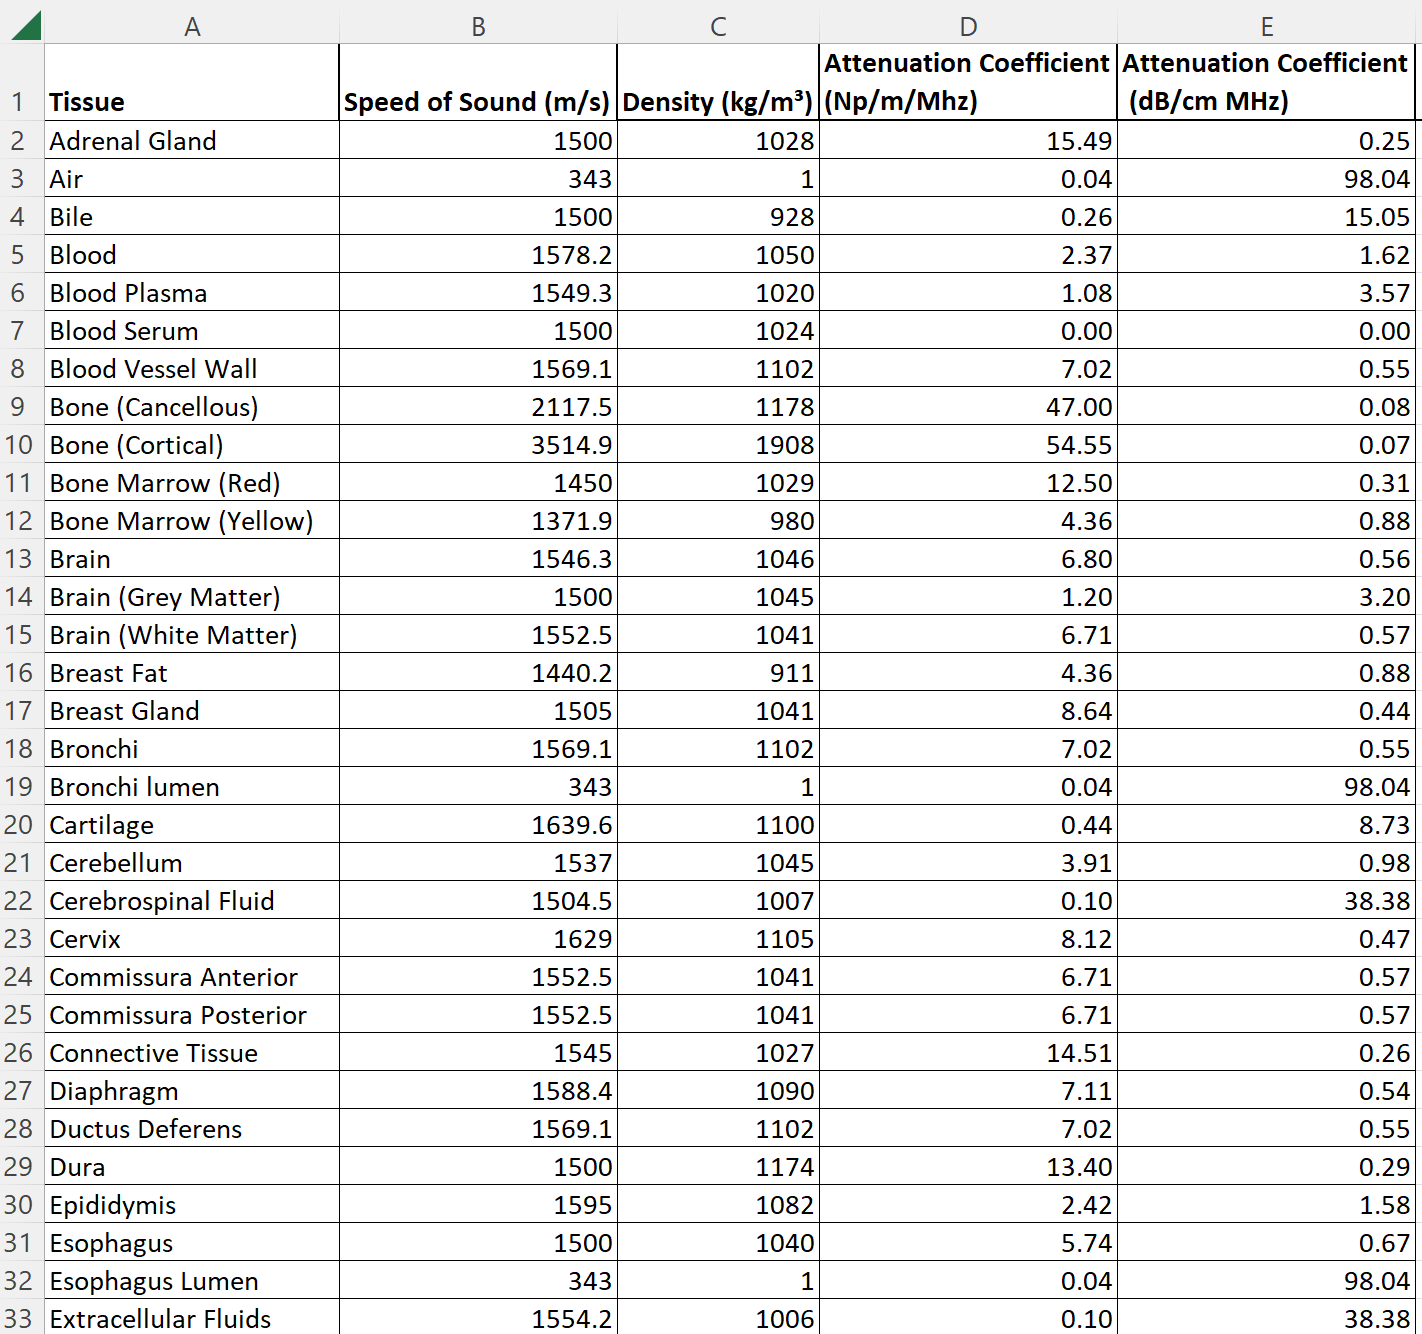 A B C D E
1 Tissue Speed of Sound (m/s) Density (kg/m³) Attenuation Coefficient (Np/m/Mhz) Attenuation Coefficient (dB/cm MHz)
2 Adrenal Gland 1500 1028 15.49 0.25
3 Air 343 1 0.04 98.04
4 Bile 1500 928 0.26 15.05
5 Blood 1578.2 1050 2.37 1.62
6 Blood Plasma 1549.3 1020 1.08 3.57
7 Blood Serum 1500 1024 0.00 0.00
8 Blood Vessel Wall 1569.1 1102 7.02 0.55
9 Bone (Cancellous) 2117.5 1178 47.00 0.08
10 Bone (Cortical) 3514.9 1908 54.55 0.07
11 Bone Marrow (Red) 1450 1029 12.50 0.31
12 Bone Marrow (Yellow) 1371.9 980 4.36 0.88
13 Brain 1546.3 1046 6.80 0.56
14 Brain (Grey Matter) 1500 1045 1.20 3.20
15 Brain (White Matter) 1552.5 1041 6.71 0.57
16 Breast Fat 1440.2 911 4.36 0.88
17 Breast Gland 1505 1041 8.64 0.44
18 Bronchi 1569.1 1102 7.02 0.55
19 Bronchi lumen 343 1 0.04 98.04
20 Cartilage 1639.6 1100 0.44 8.73
21 Cerebellum 1537 1045 3.91 0.98
22 Cerebrospinal Fluid 1504.5 1007 0.10 38.38
23 Cervix 1629 1105 8.12 0.47
24 Commissura Anterior 1552.5 1041 6.71 0.57
25 Commissura Posterior 1552.5 1041 6.71 0.57
26 Connective Tissue 1545 1027 14.51 0.26
27 Diaphragm 1588.4 1090 7.11 0.54
28 Ductus Deferens 1569.1 1102 7.02 0.55
29 Dura 1500 1174 13.40 0.29
30 Epididymis 1595 1082 2.42 1.58
31 Esophagus 1500 1040 5.74 0.67
32 Esophagus Lumen 343 1 0.04 98.04
33 Extracellular Fluids 1554.2 1006 0.10 38.38